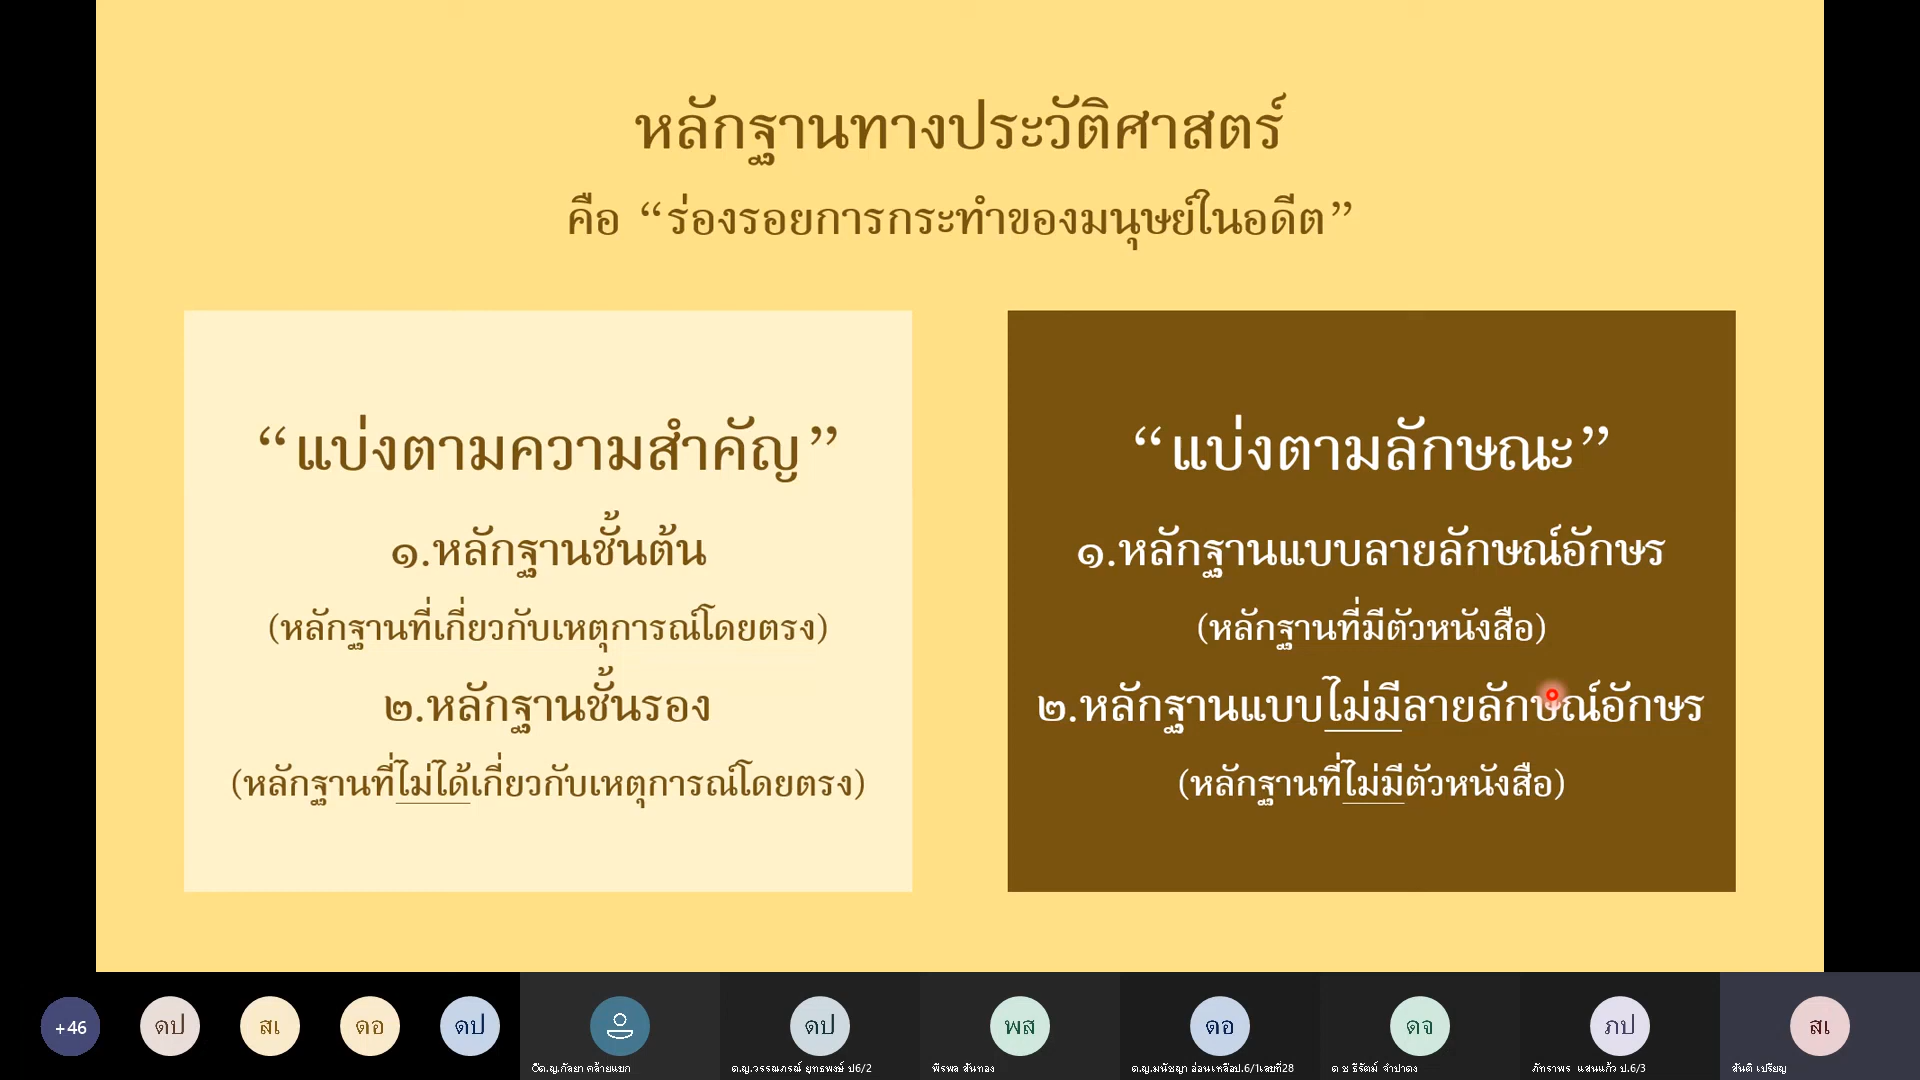 หลักฐานทางประวัติศาสตร์
คือ “ร่องรอยการกระทำของมนุษย์ในอดีต”
“แบ่งตามความสำคัญ”
๑.หลักฐานชั้นต้น
(หลักฐานที่เกี่ยวกับเหตุการณ์โดยตรง)
๒.หลักฐานชั้นรอง
(หลักฐานที่ไม่ได้เกี่ยวกับเหตุการณ์โดยตรง)
“แบ่งตามลักษณะ”
๑.หลักฐานแบบลายลักษณ์อักษร
(หลักฐานที่มีตัวหนังสือ)
๒.หลักฐานแบบไม่มีลายลักษณ์อักษร
(หลักฐานที่ไม่มีตัวหนังสือ)
+46
ดป
สเ
ดอ
ดป
ดป
พส
ดอ
ดจ
ภป
สเ
ด.ญ.กัลยา คล้ายแยก
ด.ญ.วรรณภรณ์ ยุทธพงษ์ ป6/2
พีรพล สันทอง
ด.ญ.มนัชญา อ่อนเหลือป.6/1เลขที่28
ด ช ธีรัตม์ จำปาดง
ภัทราพร แสนแก้ว ป.6/3
สันติ เปรียญ